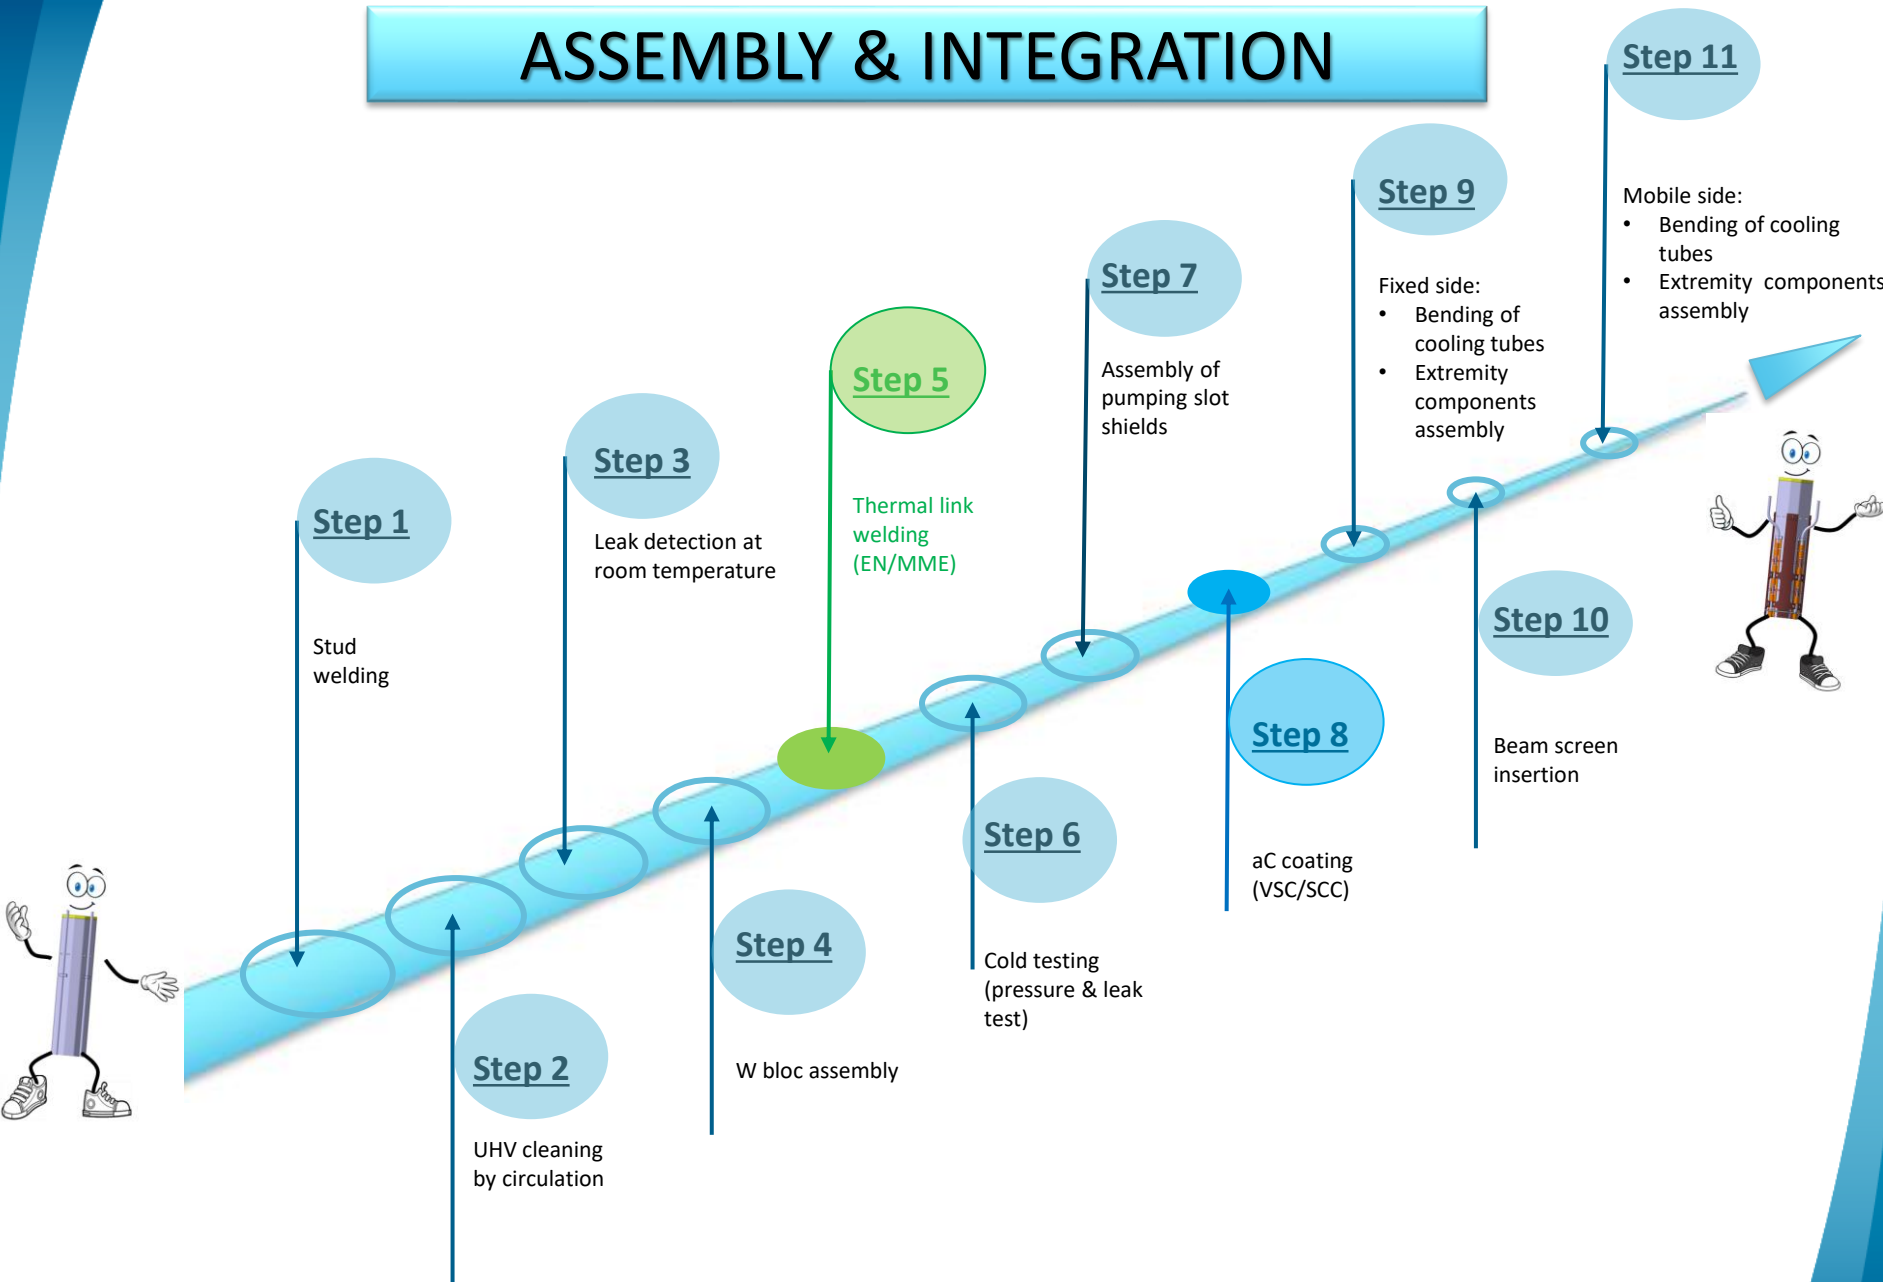 ASSEMBLY & INTEGRATION
Step 1
Stud
welding
Step 2
UHV cleaning
by circulation
Step 3
Leak detection at
room temperature
Step 4
W bloc assembly
Step 5
Thermal link
welding
(EN/MME)
Step 6
Cold testing
(pressure & leak
test)
Step 7
Assembly of
pumping slot
shields
Step 8
aC coating
(VSC/SCC)
Step 9
Fixed side:
• Bending of
cooling tubes
• Extremity
components
assembly
Step 10
Beam screen
insertion
Step 11
Mobile side:
• Bending of cooling
tubes
• Extremity components
assembly